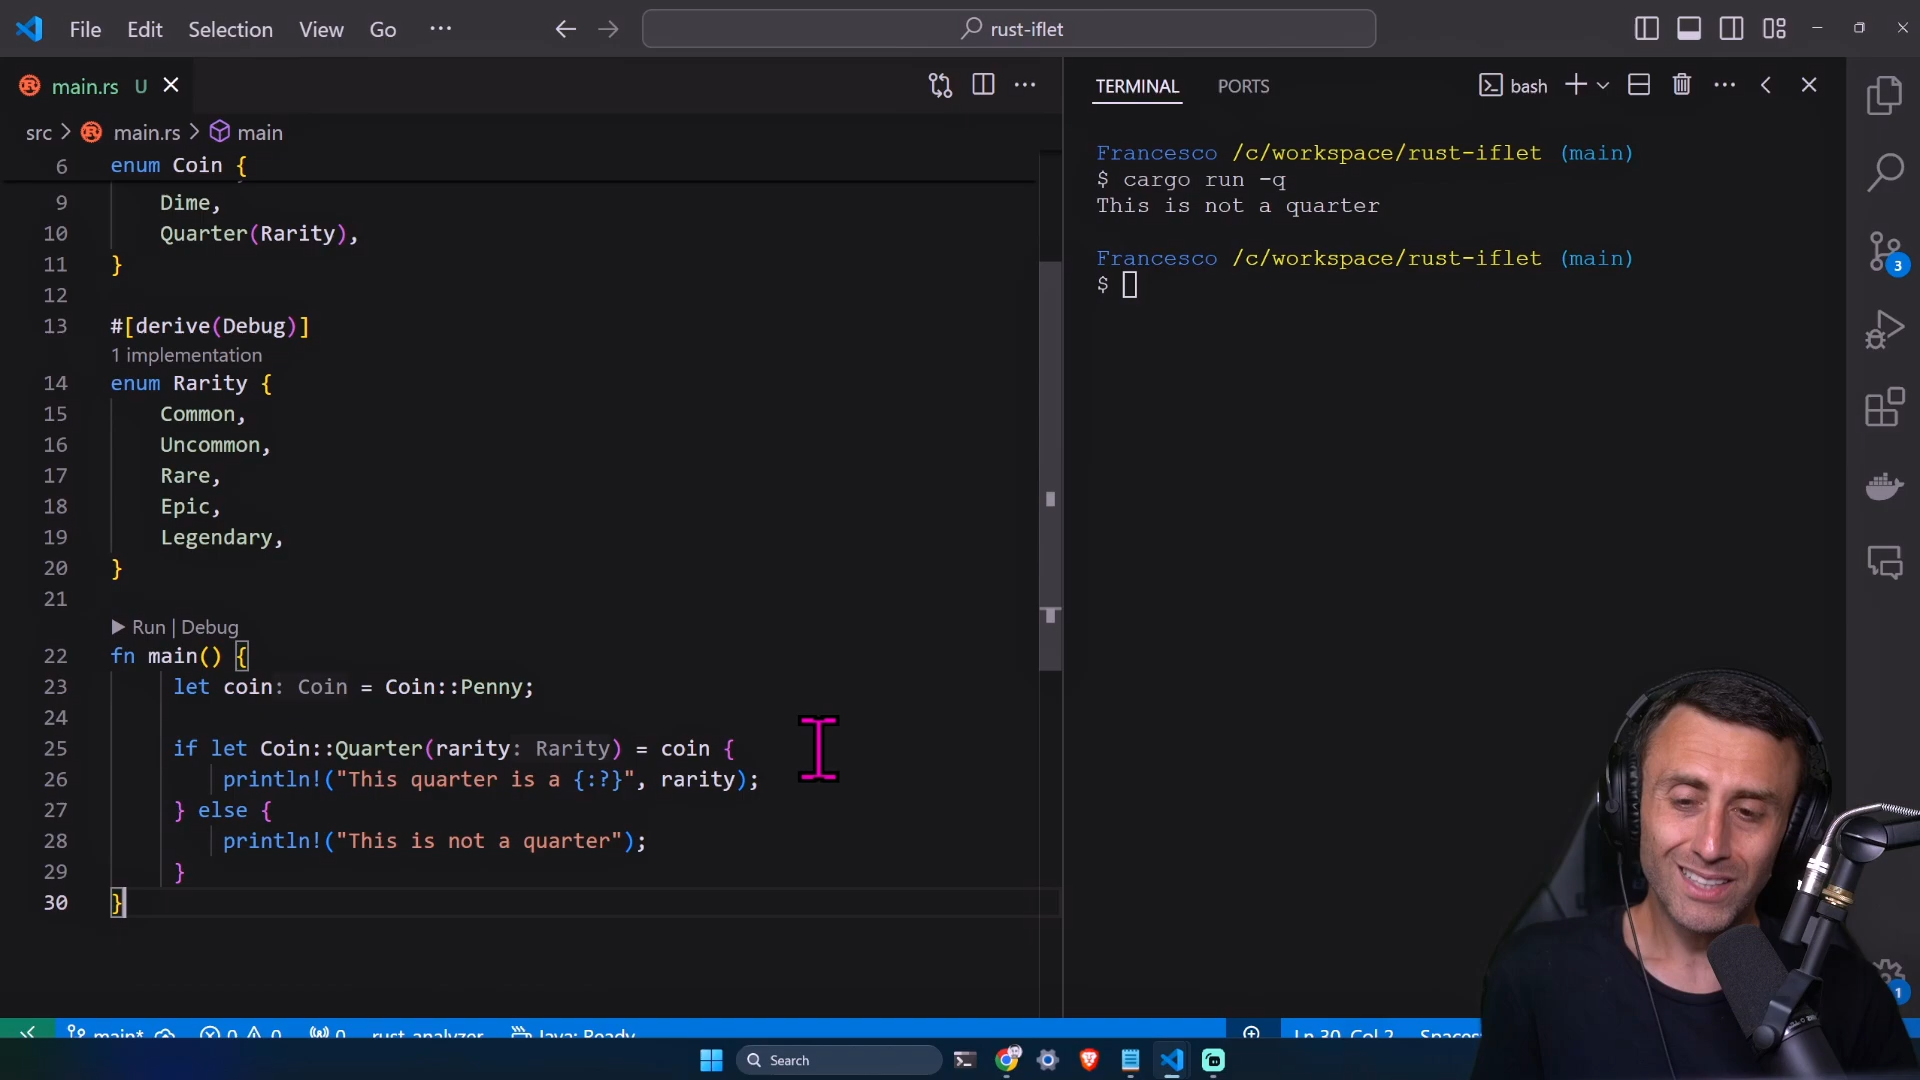 File Edit Selection View Go ···
rust-iflet
main.rs U
src > main.rs > main
6 enum Coin {
9 Dime,
10 Quarter(Rarity),
11 }
12
13 #[derive(Debug)]
1 implementation
14 enum Rarity {
15 Common,
16 Uncommon,
17 Rare,
18 Epic,
19 Legendary,
20 }
21
Run | Debug
22 fn main() {
23 let coin: Coin = Coin::Penny;
24
25 if let Coin::Quarter(rarity: Rarity) = coin {
26 println!("This quarter is a {:?}", rarity);
27 } else {
28 println!("This is not a quarter");
29 }
30 }
TERMINAL PORTS bash
Francesco /c/workspace/rust-iflet (main)
$ cargo run -q
This is not a quarter
Francesco /c/workspace/rust-iflet (main)
$
3
1
main* 0 0 0 rust-analyzer Java: Ready Ln 30, Col 2 Spaces:
Search